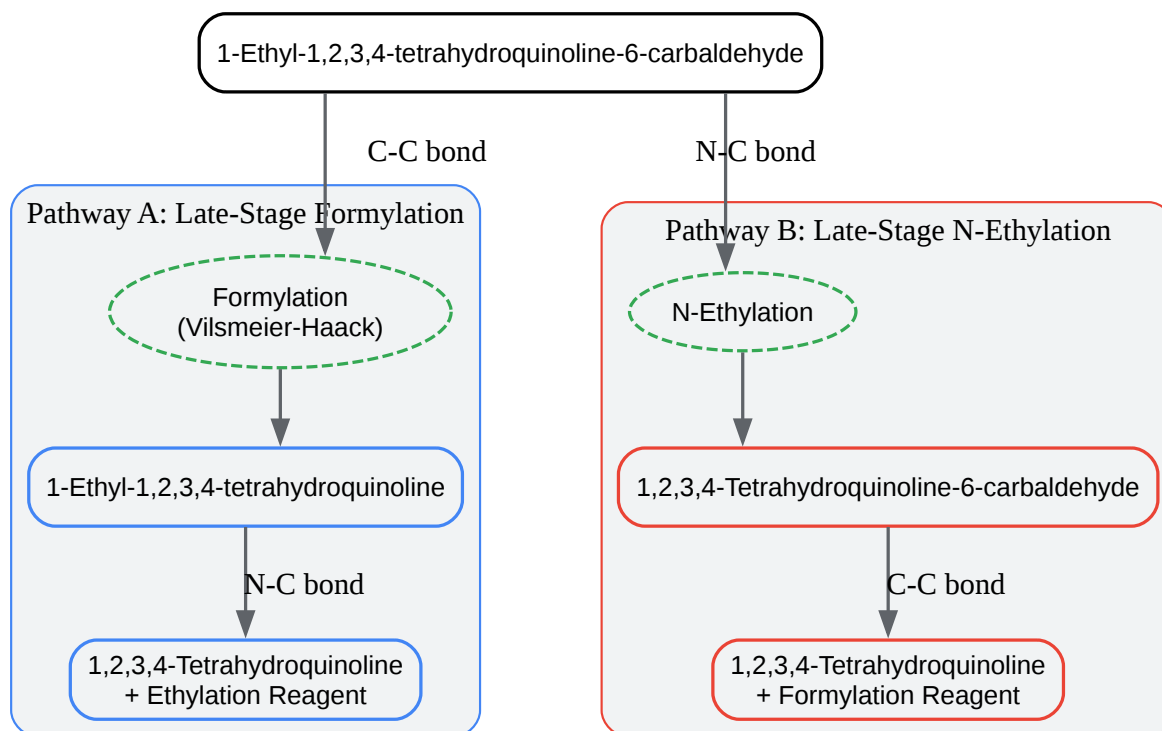 1-Ethyl-1,2,3,4-tetrahydroquinoline-6-carbaldehyde
C-C bond
N-C bond
Pathway A: Late-Stage Formylation
Pathway B: Late-Stage N-Ethylation
Formylation
(Vilsmeier-Haack)
N-Ethylation
1-Ethyl-1,2,3,4-tetrahydroquinoline
1,2,3,4-Tetrahydroquinoline-6-carbaldehyde
N-C bond
C-C bond
1,2,3,4-Tetrahydroquinoline
+ Ethylation Reagent
1,2,3,4-Tetrahydroquinoline
+ Formylation Reagent